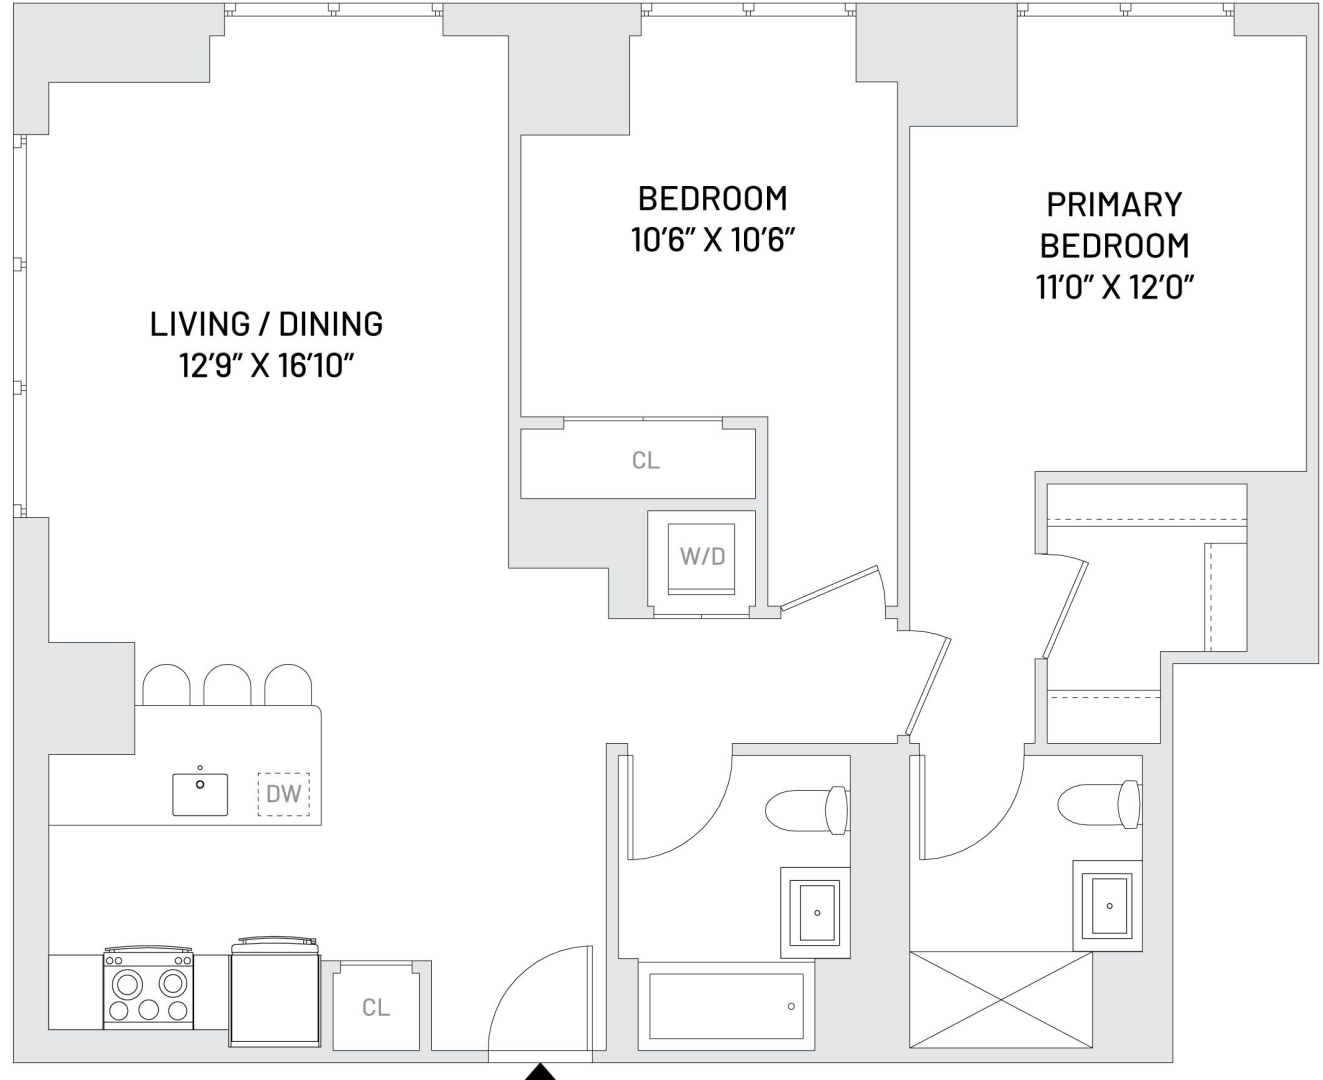 BEDROOM
10'6” X 10'6”
PRIMARY
BEDROOM
11'0” X 12'0”
LIVING / DINING
12'9” X 16'10”
CL
W/D
DW
CL